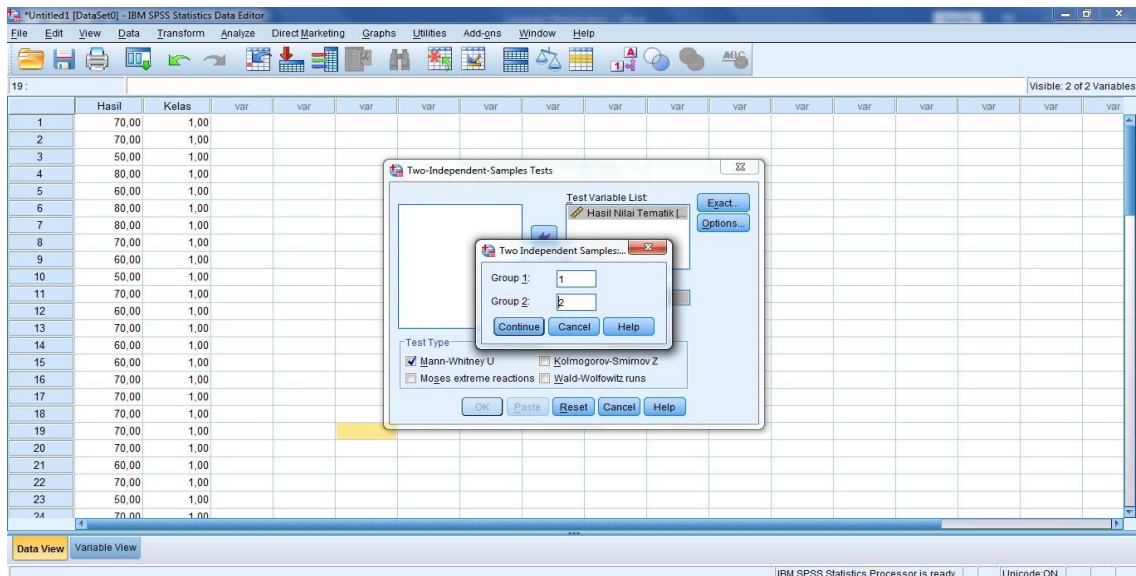 *Untitled1 [DataSet0] - IBM SPSS Statistics Data Editor
File Edit View Data Transform Analyze Direct Marketing Graphs Utilities Add-ons Window Help
19 :
Visible: 2 of 2 Variables
Hasil Kelas var var var var var var var var var var var var var var var
1 70,00 1,00
2 70,00 1,00
3 50,00 1,00
4 80,00 1,00
5 60,00 1,00
6 80,00 1,00
7 80,00 1,00
8 70,00 1,00
9 60,00 1,00
10 50,00 1,00
11 70,00 1,00
12 60,00 1,00
13 70,00 1,00
14 60,00 1,00
15 60,00 1,00
16 70,00 1,00
17 70,00 1,00
18 70,00 1,00
19 70,00 1,00
20 70,00 1,00
21 60,00 1,00
22 70,00 1,00
23 50,00 1,00
24 70,00 1,00
Two-Independent-Samples Tests
Test Variable List:
Hasil Nilai Tematik [...
Exact...
Options...
Two Independent Samples:...
Group 1: 1
Group 2: 2
Continue Cancel Help
Test Type
Mann-Whitney U Kolmogorov-Smirnov Z
Moses extreme reactions Wald-Wolfowitz runs
OK Paste Reset Cancel Help
Data View Variable View
IBM SPSS Statistics Processor is ready Unicode:ON